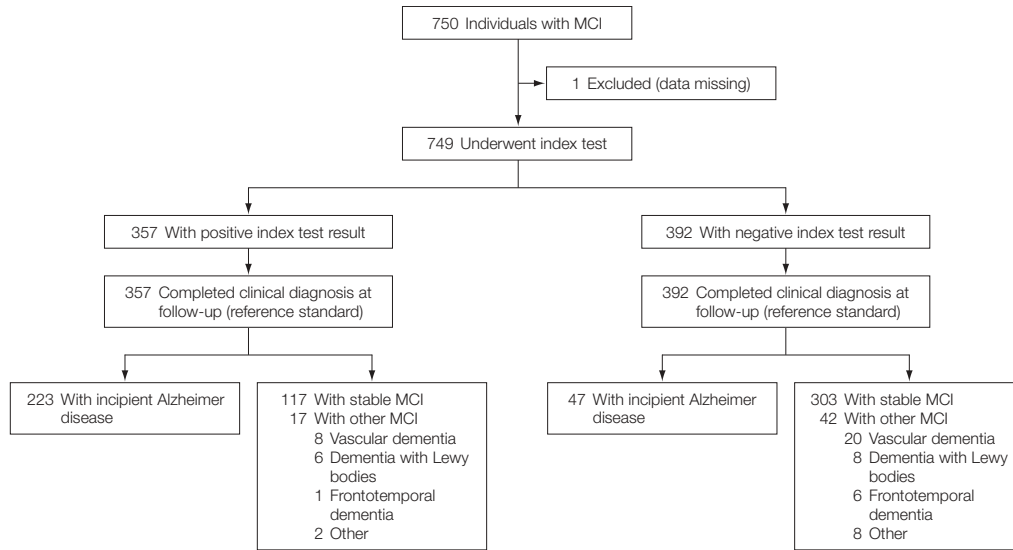 750 Individuals with MCI
1 Excluded (data missing)
749 Underwent index test
357 With positive index test result
392 With negative index test result
357 Completed clinical diagnosis at
follow-up (reference standard)
392 Completed clinical diagnosis at
follow-up (reference standard)
223 With incipient Alzheimer
disease
117 With stable MCI
17 With other MCI
8 Vascular dementia
6 Dementia with Lewy
bodies
1 Frontotemporal
dementia
2 Other
47 With incipient Alzheimer
disease
303 With stable MCI
42 With other MCI
20 Vascular dementia
8 Dementia with Lewy
bodies
6 Frontotemporal
dementia
8 Other